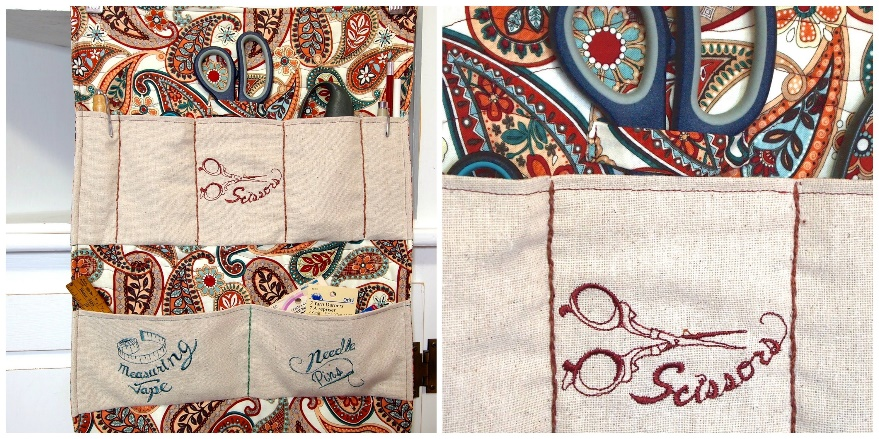 Scissors
Measuring
Tape
Needle
Pins
Scissors